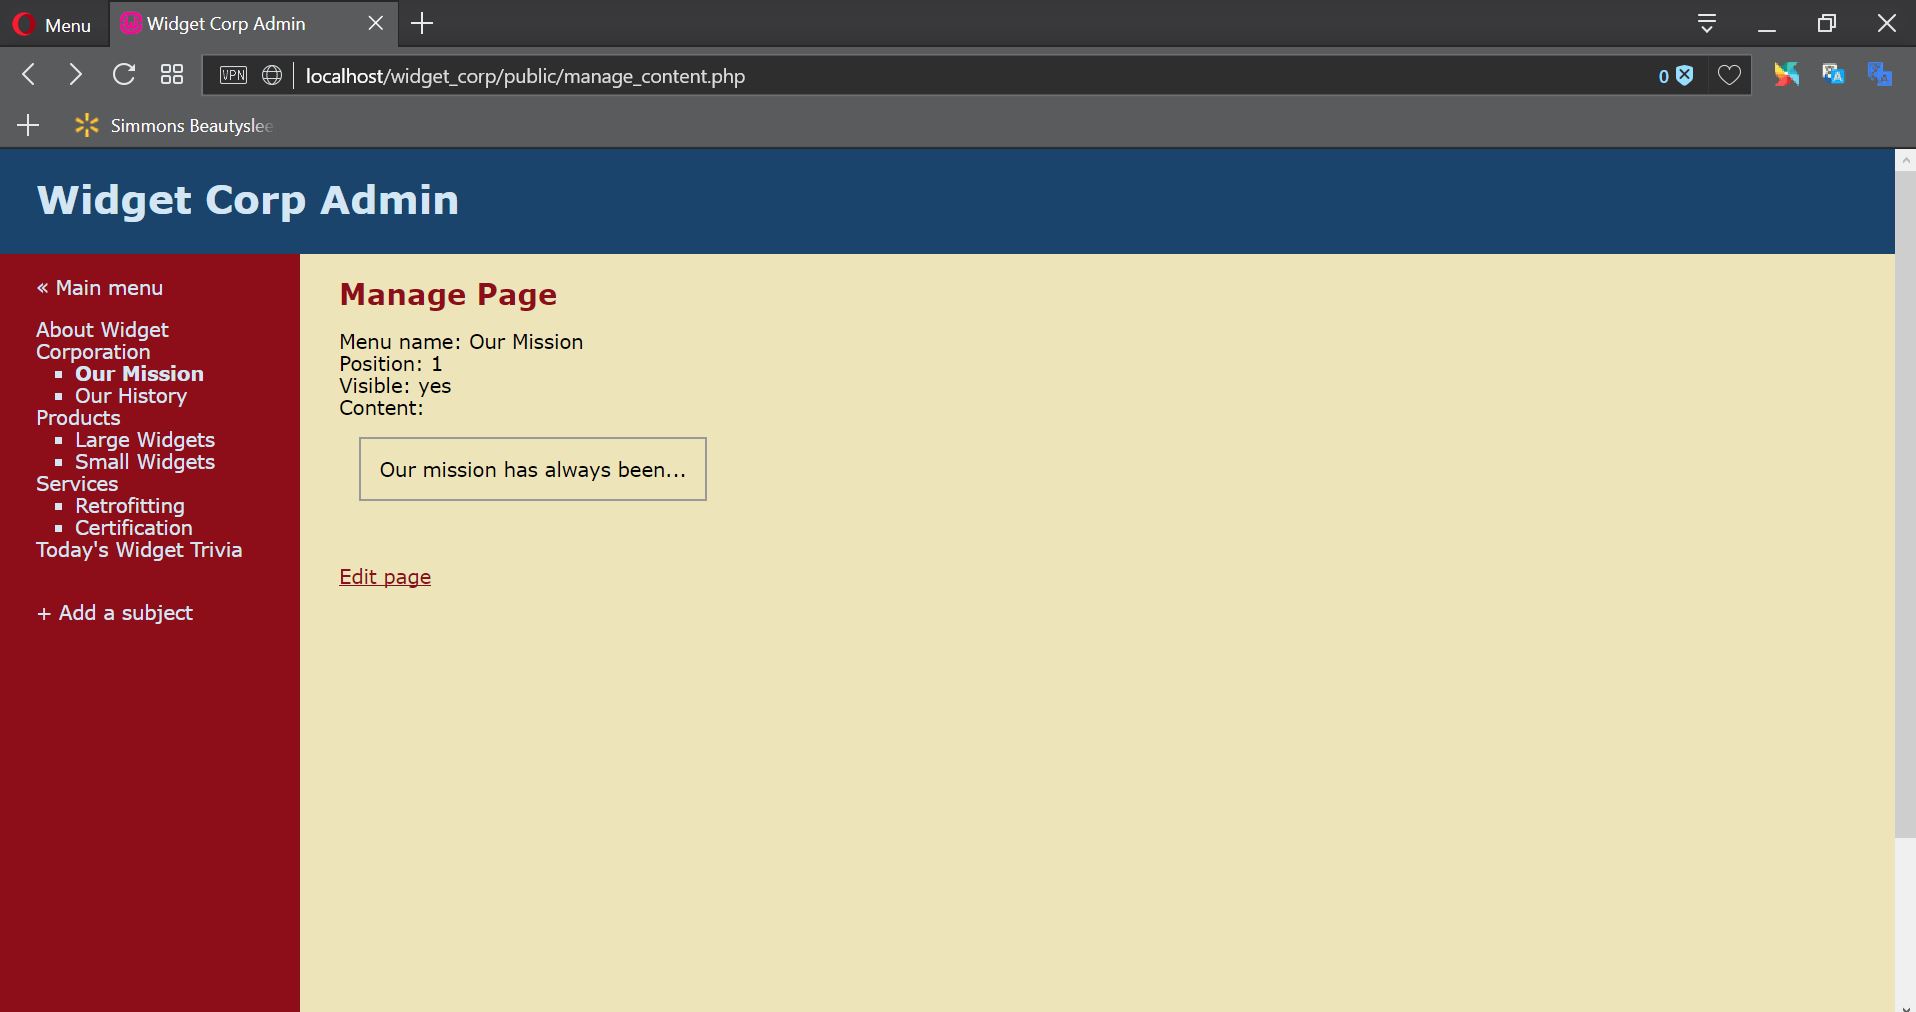 Menu
Widget Corp Admin
VPN
localhost/widget_corp/public/manage_content.php
0
Simmons Beautyslee
Widget Corp Admin
« Main menu
About Widget
Corporation
Our Mission
Our History
Products
Large Widgets
Small Widgets
Services
Retrofitting
Certification
Today's Widget Trivia
+ Add a subject
Manage Page
Menu name: Our Mission
Position: 1
Visible: yes
Content:
Our mission has always been...
Edit page